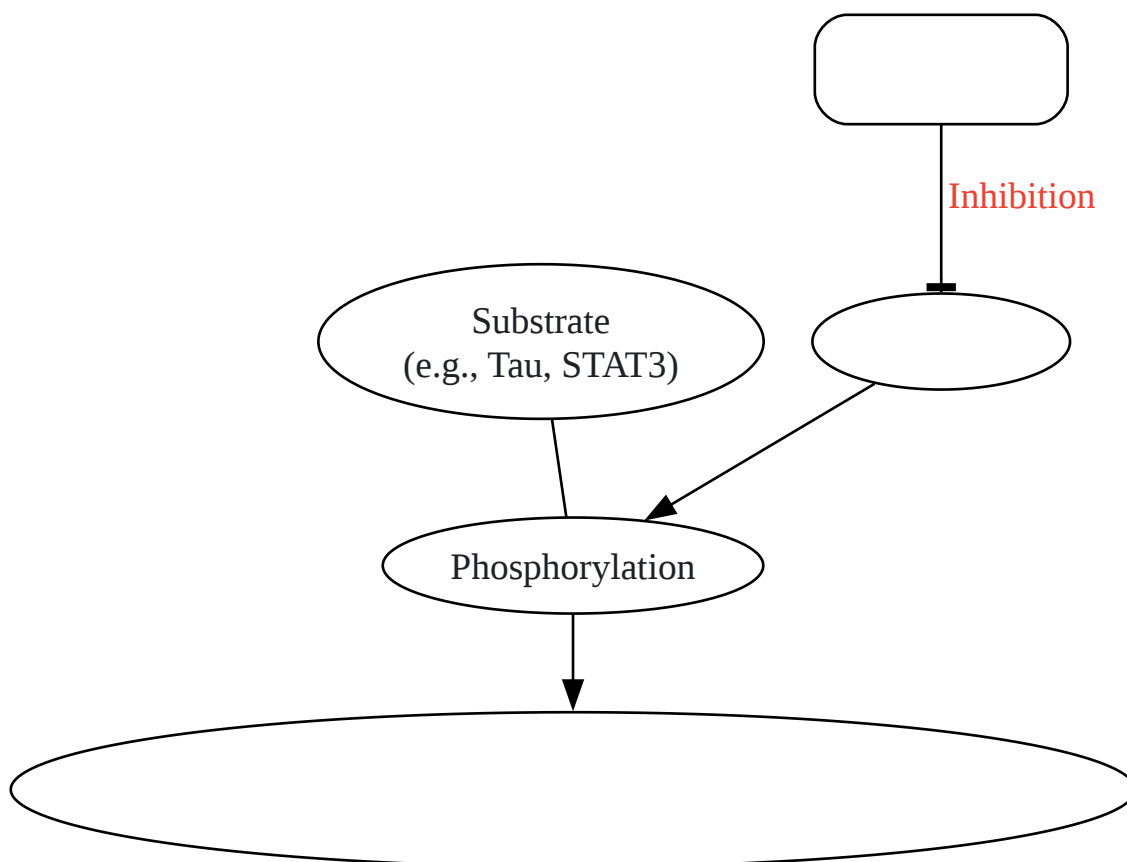 Inhibition
Substrate
(e.g., Tau, STAT3)
Phosphorylation